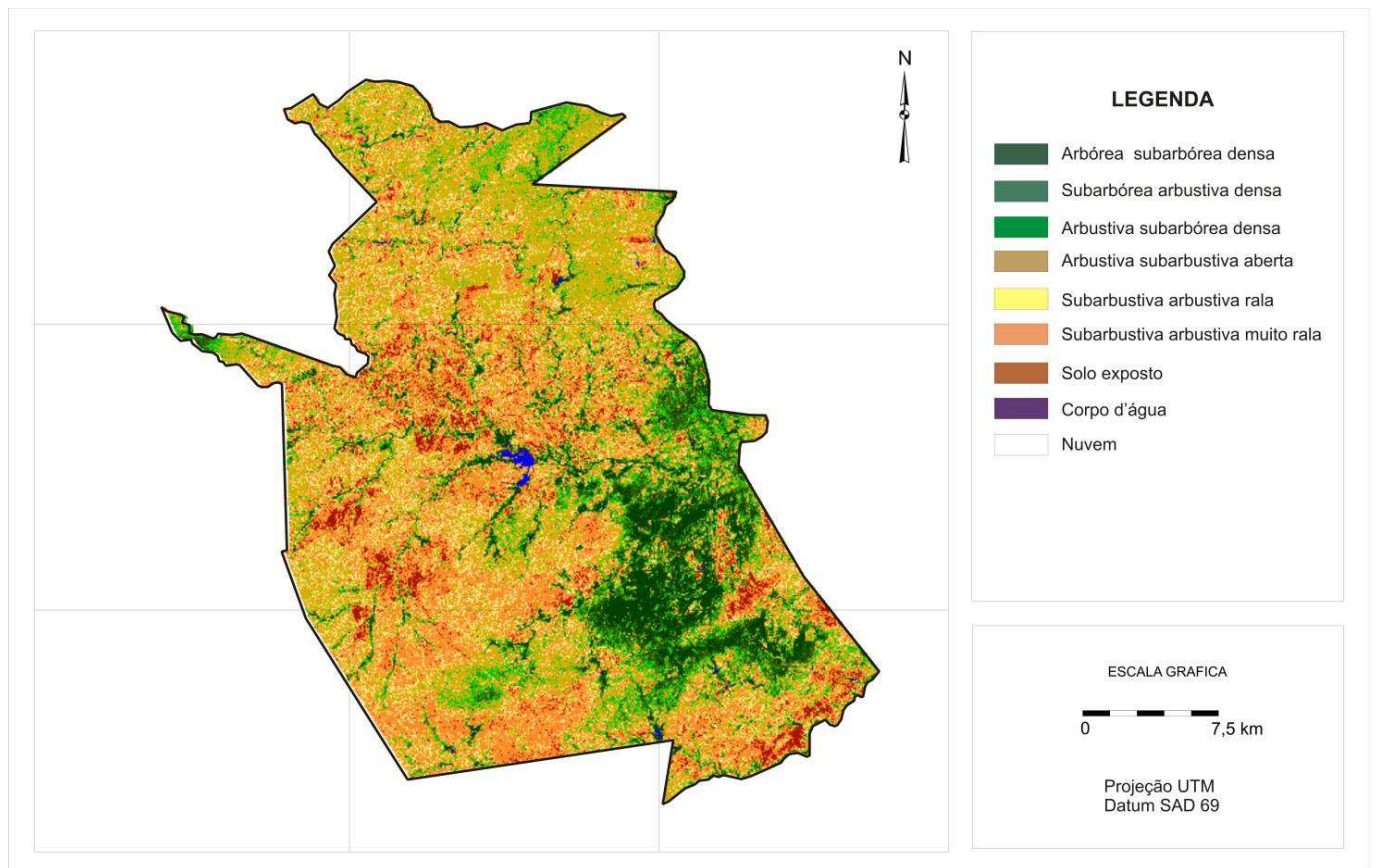 N
LEGENDA
Arbórea subarbórea densa
Subarbórea arbustiva densa
Arbustiva subarbórea densa
Arbustiva subarbustiva aberta
Subarbustiva arbustiva rala
Subarbustiva arbustiva muito rala
Solo exposto
Corpo d'água
Nuvem
ESCALA GRAFICA
0 7,5 km
Projeção UTM
Datum SAD 69